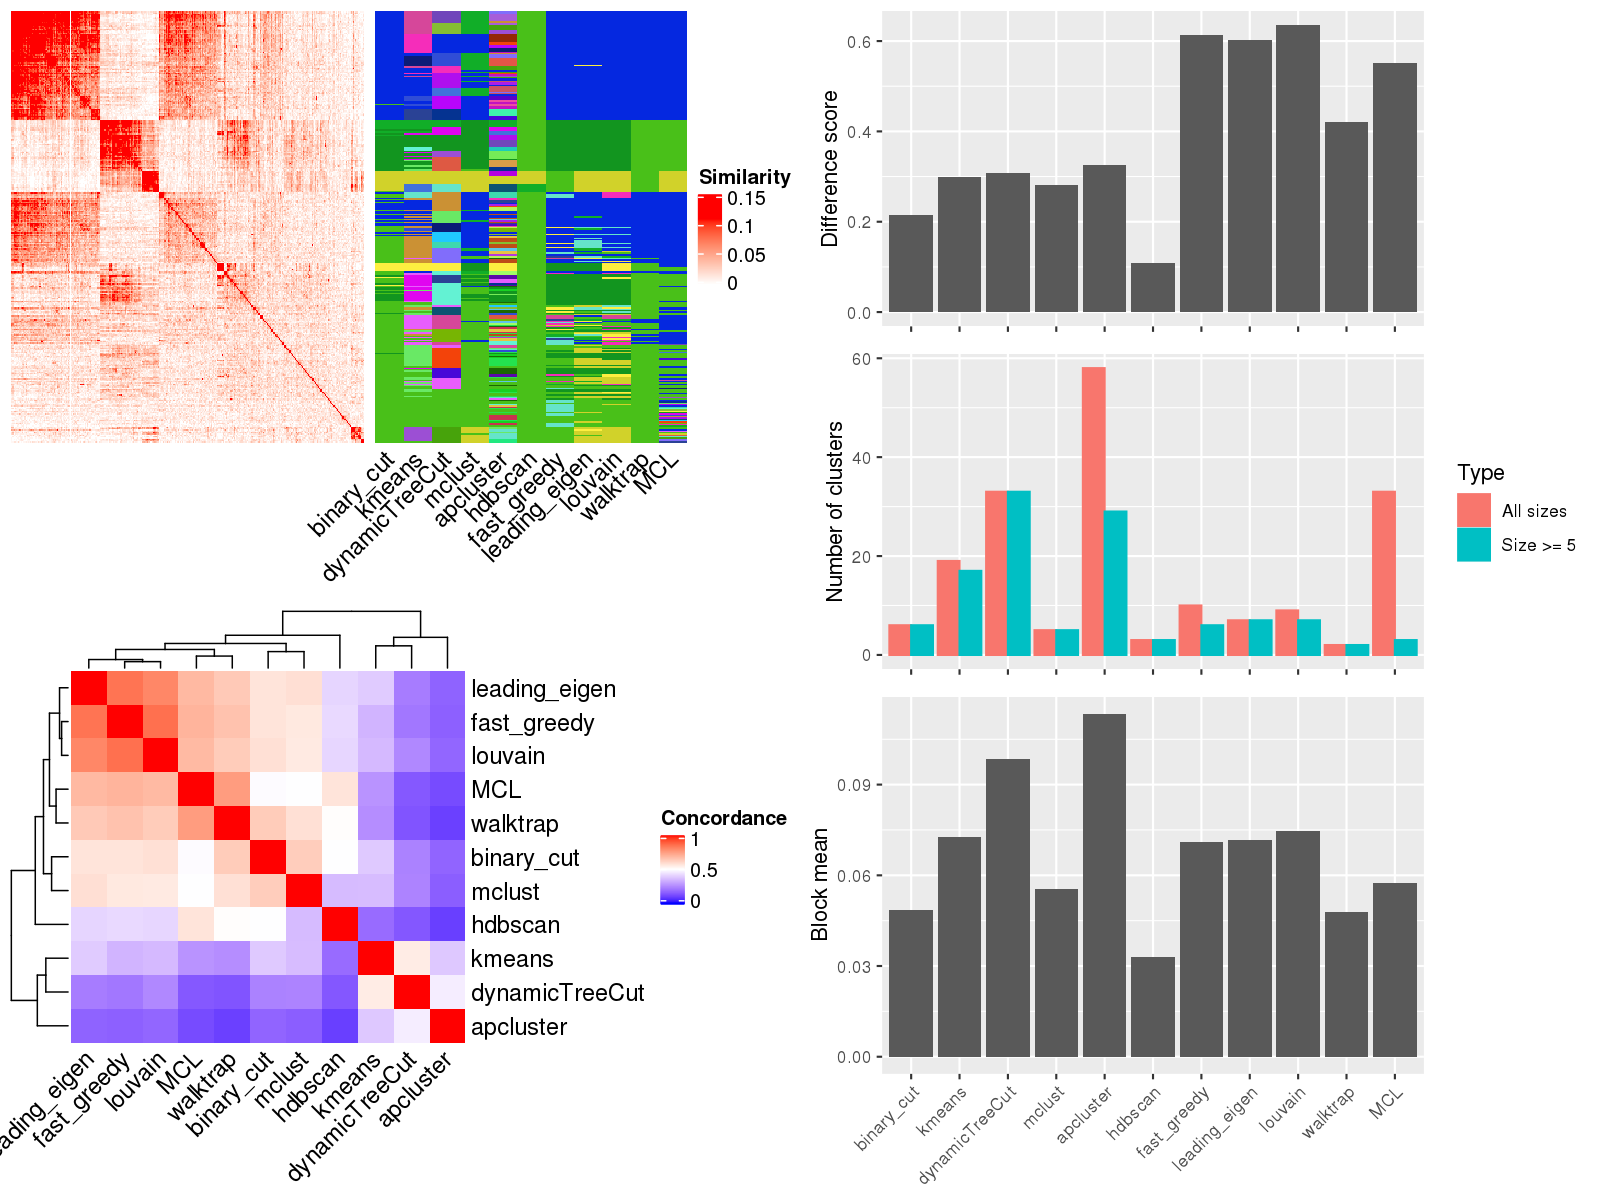 Similarity
0.15
0.1
0.05
0
binary_cut
kmeans
dynamicTreeCut
mclust
apcluster
hdbscan
fast_greedy
leading_eigen
louvain
walktrap
MCL
leading_eigen
fast_greedy
louvain
MCL
walktrap
binary_cut
mclust
hdbscan
kmeans
dynamicTreeCut
apcluster
Concordance
1
0.5
0
eading_eigen
fast_greedy
louvain
MCL
walktrap
binary_cut
mclust
hdbscan
kmeans
dynamicTreeCut
apcluster
Difference score
0.6
0.4
0.2
0.0
Number of clusters
60
40
20
0
Type
All sizes
Size >= 5
Block mean
0.09
0.06
0.03
0.00
binary_cut
kmeans
dynamicTreeCut
mclust
apcluster
hdbscan
fast_greedy
leading_eigen
louvain
walktrap
MCL